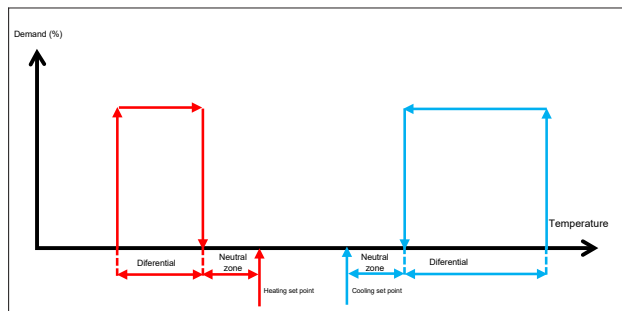 Demand (%)
Temperature
Diferential
Neutral
zone
Neutral
zone
Diferential
Heating set point
Cooling set point